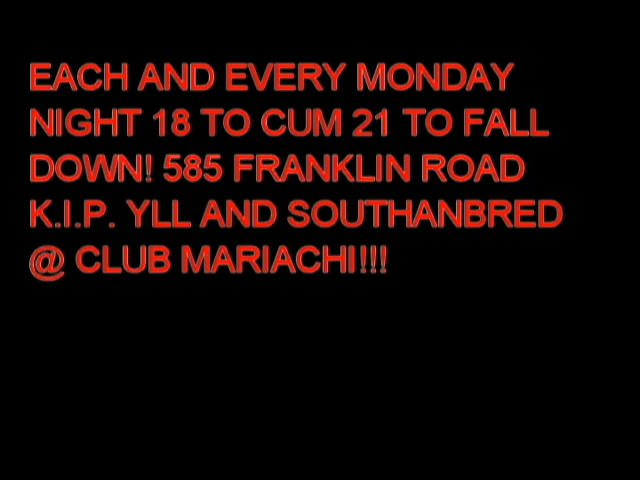 EACH AND EVERY MONDAY
NIGHT 18 TO CUM 21 TO FALL
DOWN! 585 FRANKLIN ROAD
K.I.P. YLL AND SOUTHANBRED
@ CLUB MARIACHI!!!